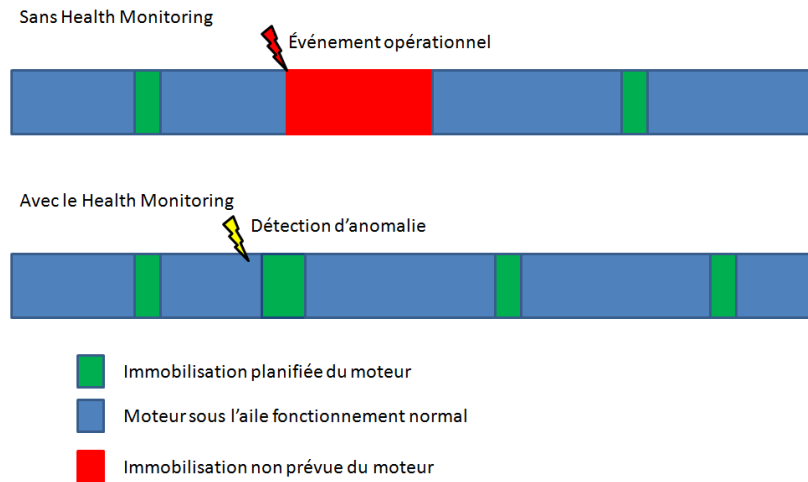 Sans Health Monitoring
Événement opérationnel
Avec le Health Monitoring
Détection d'anomalie
Immobilisation planifiée du moteur
Moteur sous l'aile fonctionnement normal
Immobilisation non prévue du moteur